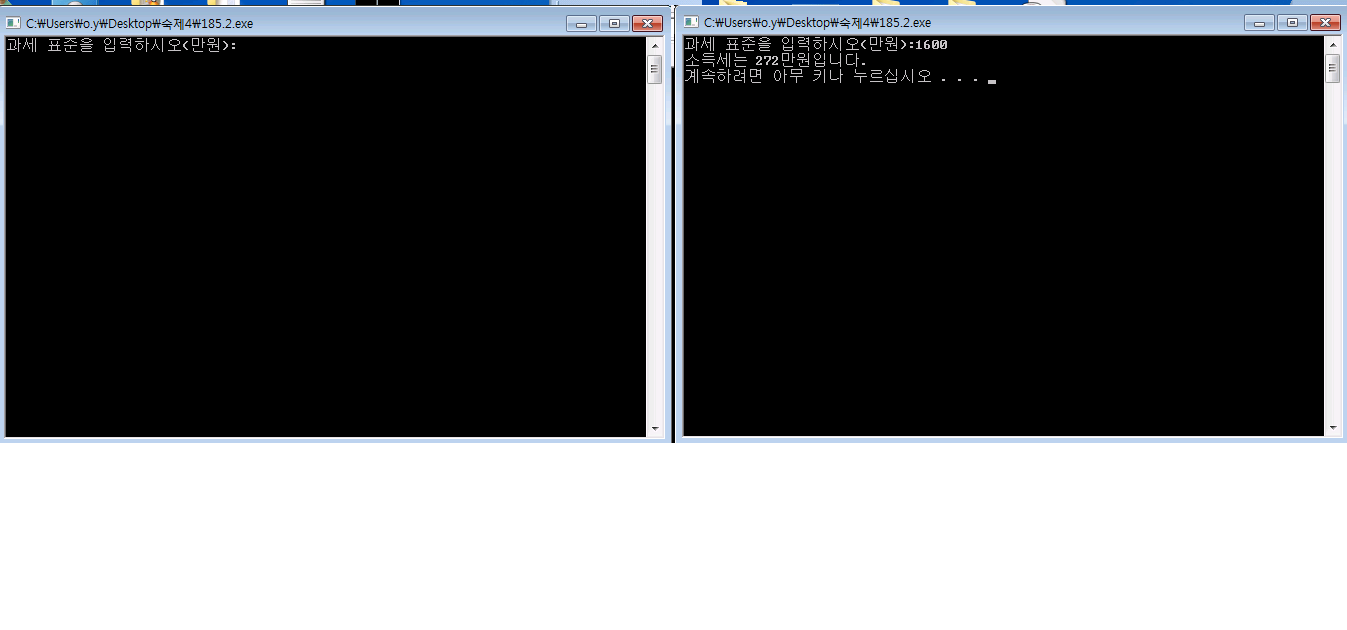 C:\Users\o.y\Desktop\숙제4\185.2.exe
과세 표준을 입력하시오(만원):
C:\Users\o.y\Desktop\숙제4\185.2.exe
과세 표준을 입력하시오(만원):1600
소득세는 272만원입니다.
계속하려면 아무 키나 누르십시오 . . .